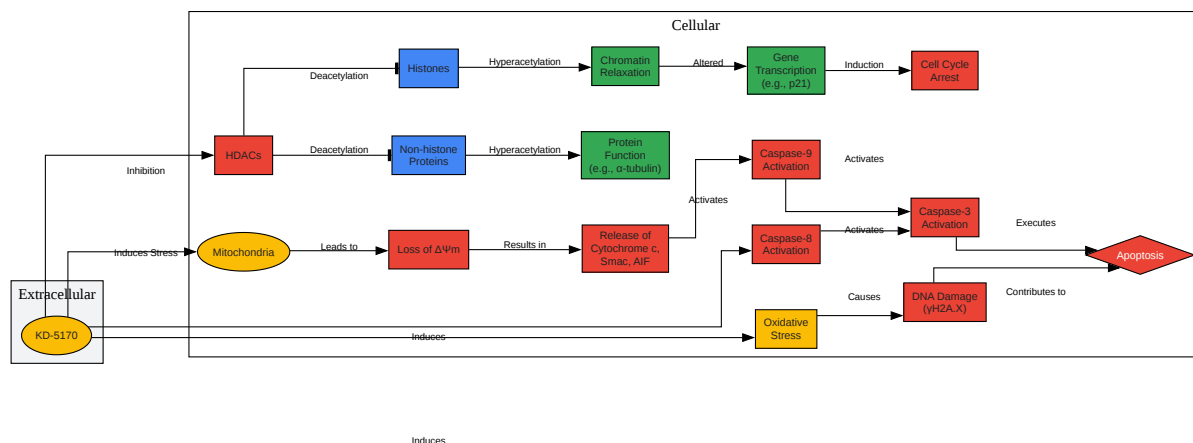 Cellular
Histones
Deacetylation
Hyperacetylation
Chromatin
Relaxation
Altered
Gene
Transcription
(e.g., p21)
Induction
Cell Cycle
Arrest
HDACs
Inhibition
Deacetylation
Non-histone
Proteins
Hyperacetylation
Protein
Function
(e.g., α-tubulin)
Caspase-9
Activation
Activates
Activates
Caspase-3
Activation
Executes
Induces Stress
Mitochondria
Leads to
Loss of ΔΨm
Results in
Release of
Cytochrome c,
Smac, AIF
Caspase-8
Activation
Activates
Apoptosis
Extracellular
KD-5170
Induces
Oxidative
Stress
Causes
DNA Damage
(γH2A.X)
Contributes to
Induces